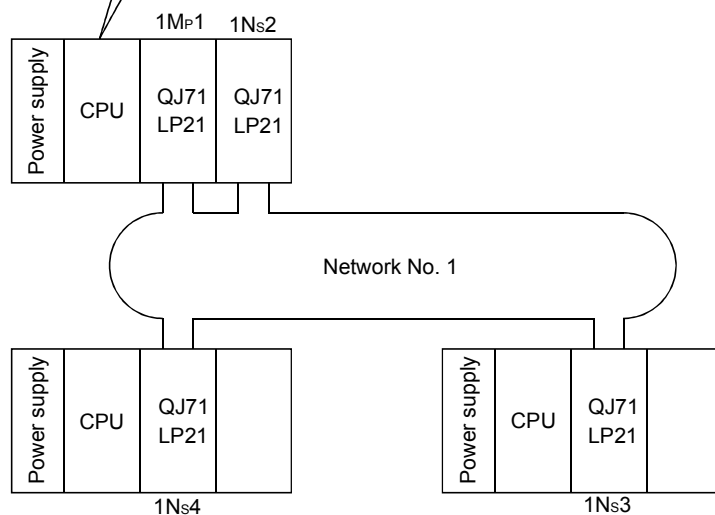 1MP1 1NS2
Power supply
CPU
QJ71
LP21
QJ71
LP21
Network No. 1
Power supply
CPU
QJ71
LP21
1NS4
Power supply
CPU
QJ71
LP21
1NS3